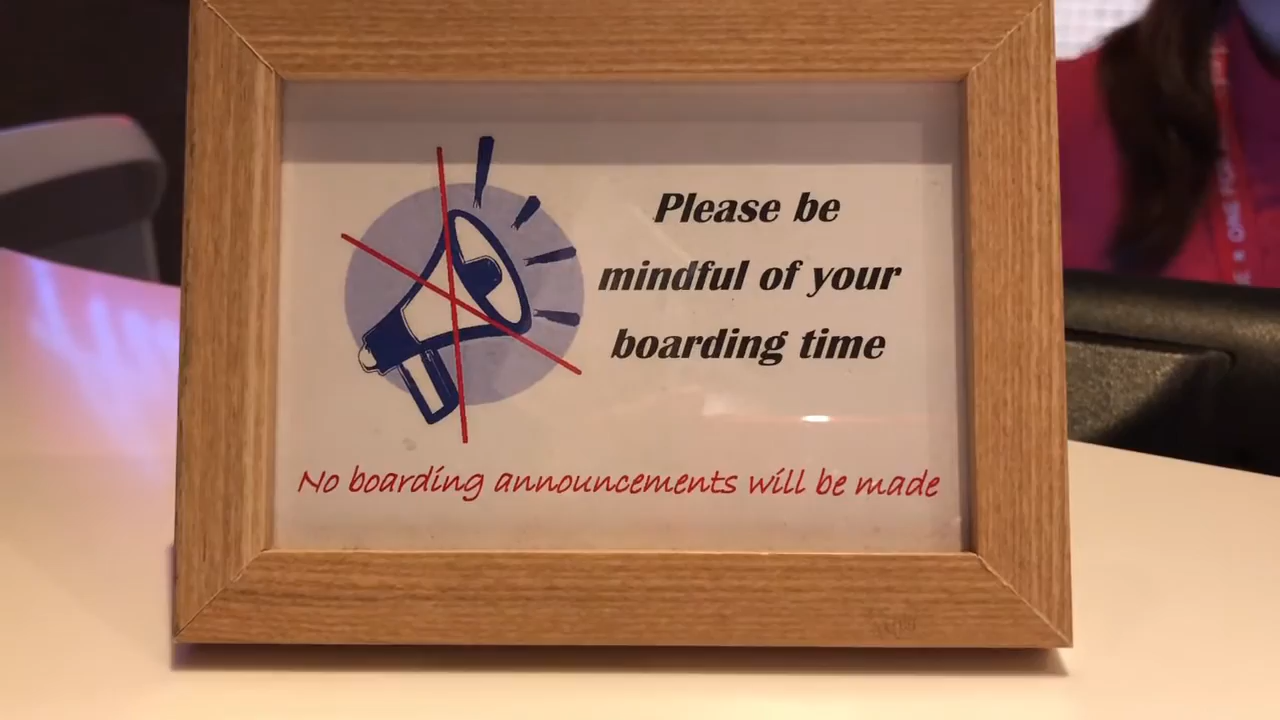 Please be
mindful of your
boarding time
No boarding announcements will be made